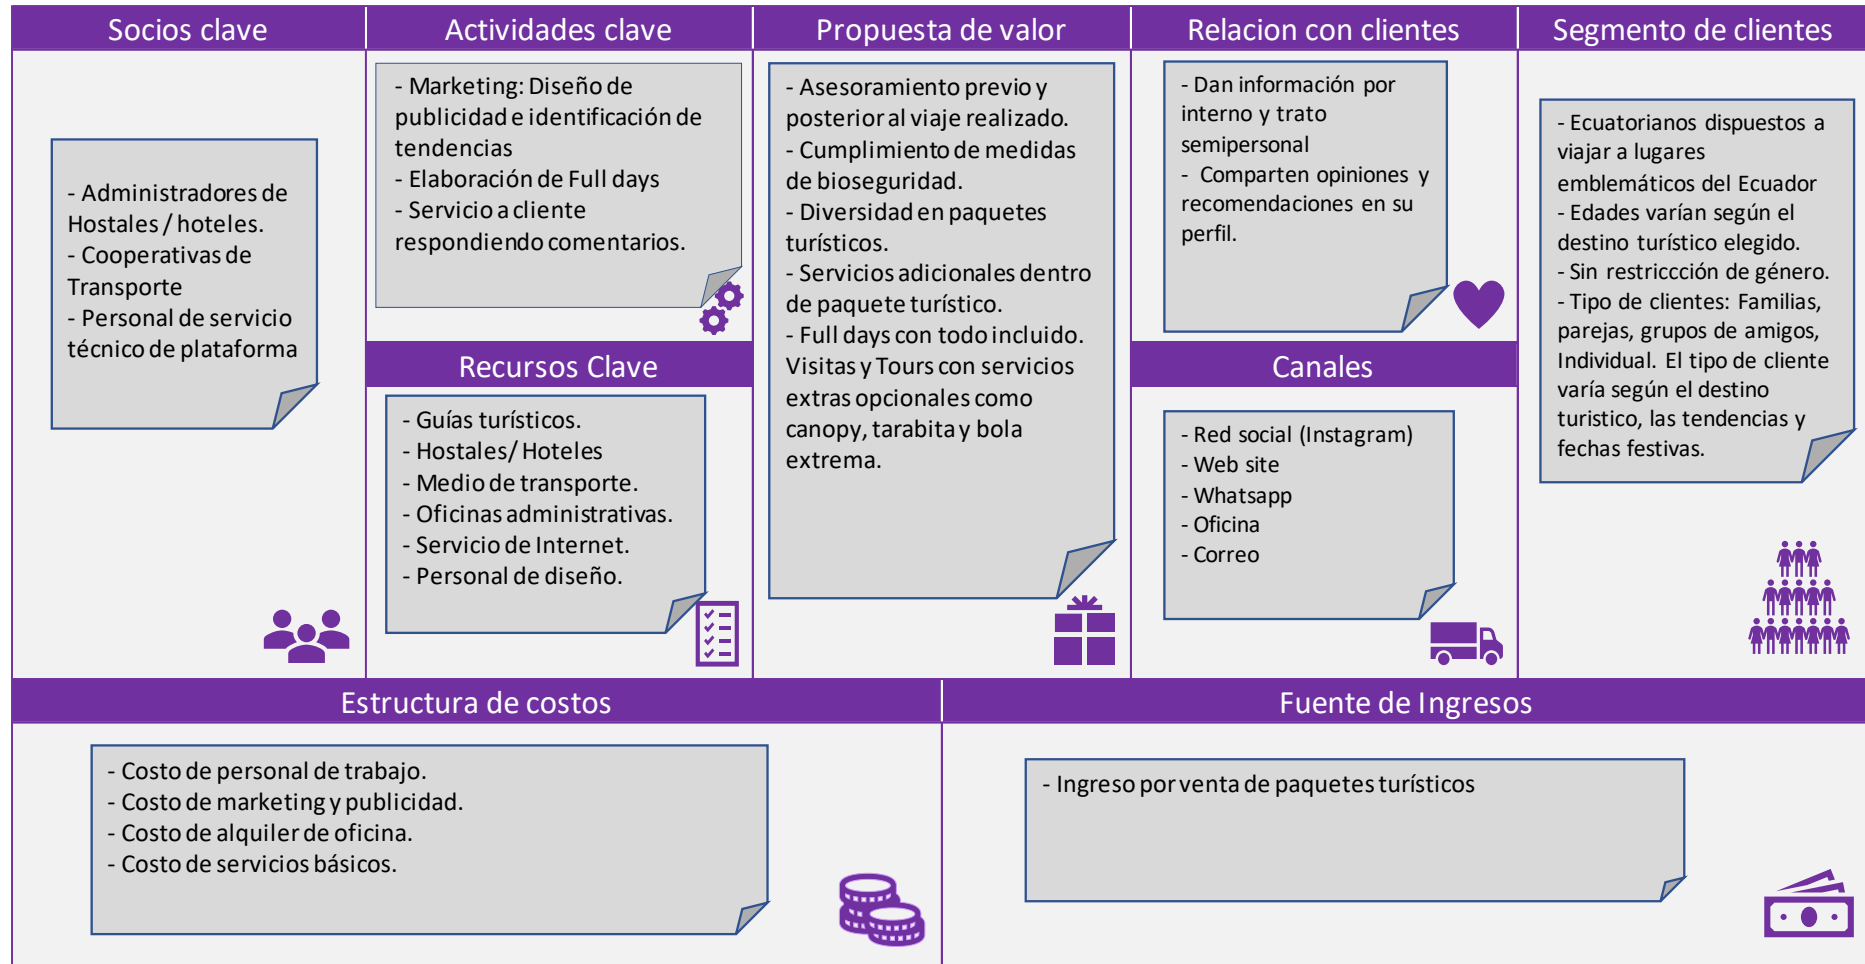 Socios clave
- Administradores de
Hostales / hoteles.
- Cooperativas de
Transporte
- Personal de servicio
técnico de plataforma
Actividades clave
- Marketing: Diseño de
publicidad e identificación de
tendencias
- Elaboración de Full days
- Servicio a cliente
respondiendo comentarios.
Recursos Clave
- Guías turísticos.
- Hostales/ Hoteles
- Medio de transporte.
- Oficinas administrativas.
- Servicio de Internet.
- Personal de diseño.
Propuesta de valor
- Asesoramiento previo y
posterior al viaje realizado.
- Cumplimiento de medidas
de bioseguridad.
- Diversidad en paquetes
turísticos.
- Servicios adicionales dentro
de paquete turístico.
- Full days con todo incluido.
Visitas y Tours con servicios
extras opcionales como
canopy, tarabita y bola
extrema.
Relacion con clientes
- Dan información por
interno y trato
semipersonal
- Comparten opiniones y
recomendaciones en su
perfil.
Canales
- Red social (Instagram)
- Web site
- Whatsapp
- Oficina
- Correo
Segmento de clientes
- Ecuatorianos dispuestos a
viajar a lugares
emblemáticos del Ecuador
- Edades varían según el
destino turístico elegido.
- Sin restriccción de género.
- Tipo de clientes: Familias,
parejas, grupos de amigos,
Individual. El tipo de cliente
varía según el destino
turistico, las tendencias y
fechas festivas.
Estructura de costos
- Costo de personal de trabajo.
- Costo de marketing y publicidad.
- Costo de alquiler de oficina.
- Costo de servicios básicos.
Fuente de Ingresos
- Ingreso por venta de paquetes turísticos